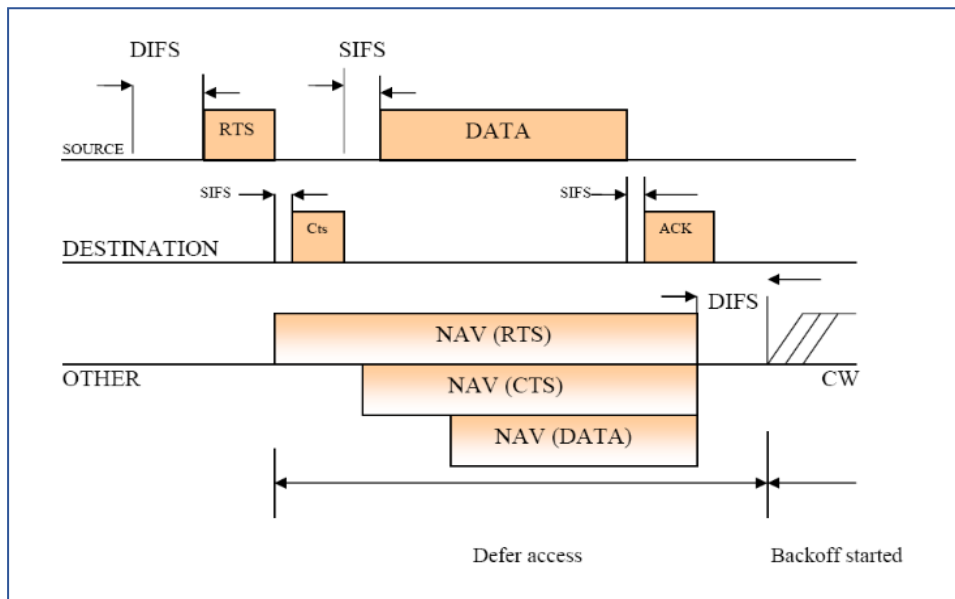 DIFS SIFS
RTS DATA
SOURCE
SIFS SIFS
Cts ACK
DESTINATION
DIFS
NAV (RTS)
OTHER CW
NAV (CTS)
NAV (DATA)
Defer access Backoff started